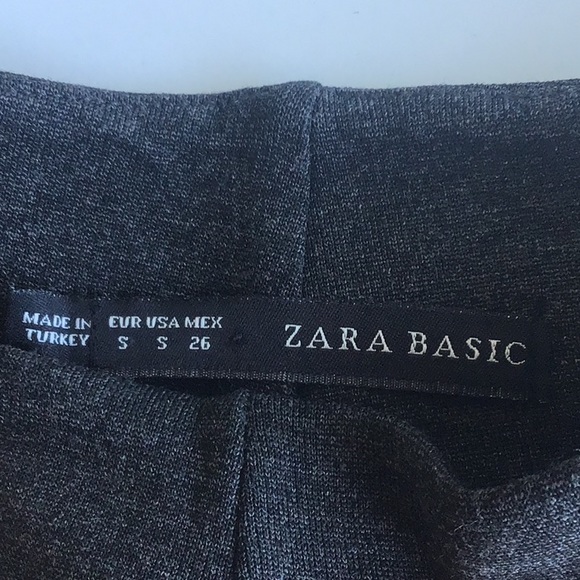 MADE IN
TURKEY
EUR USA MEX
S S 26
ZARA BASIC